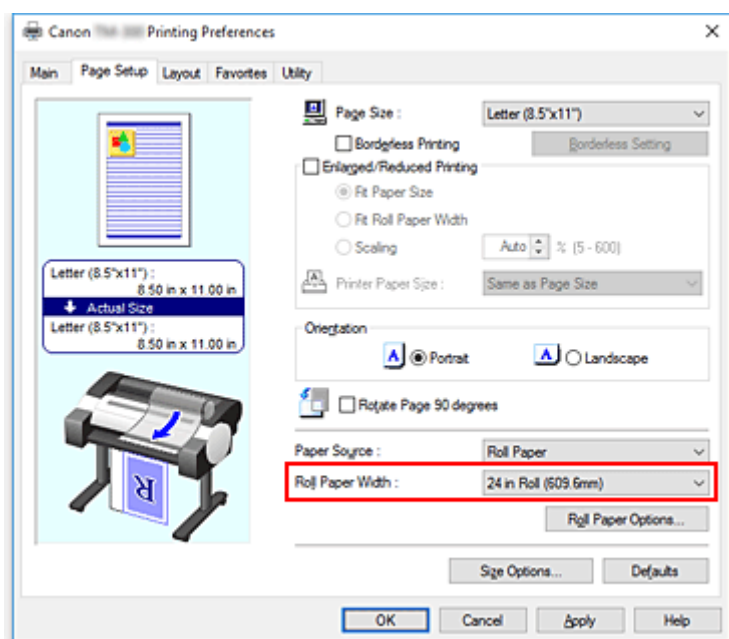 Canon Printing Preferences
Main Page Setup Layout Favorites Utility
Page Size : Letter (8.5"x11")
Borderless Printing Borderless Setting
Enlarged/Reduced Printing
Fit Paper Size
Fit Roll Paper Width
Scaling Auto % (5 - 600)
Printer Paper Size : Same as Page Size
Letter (8.5"x11") :
8.50 in x 11.00 in
Actual Size
Letter (8.5"x11") :
8.50 in x 11.00 in
Orientation
A Portrait A Landscape
Rotate Page 90 degrees
Paper Source : Roll Paper
Roll Paper Width : 24 in Roll (609.6mm)
Roll Paper Options...
R
Size Options... Defaults
OK Cancel Apply Help